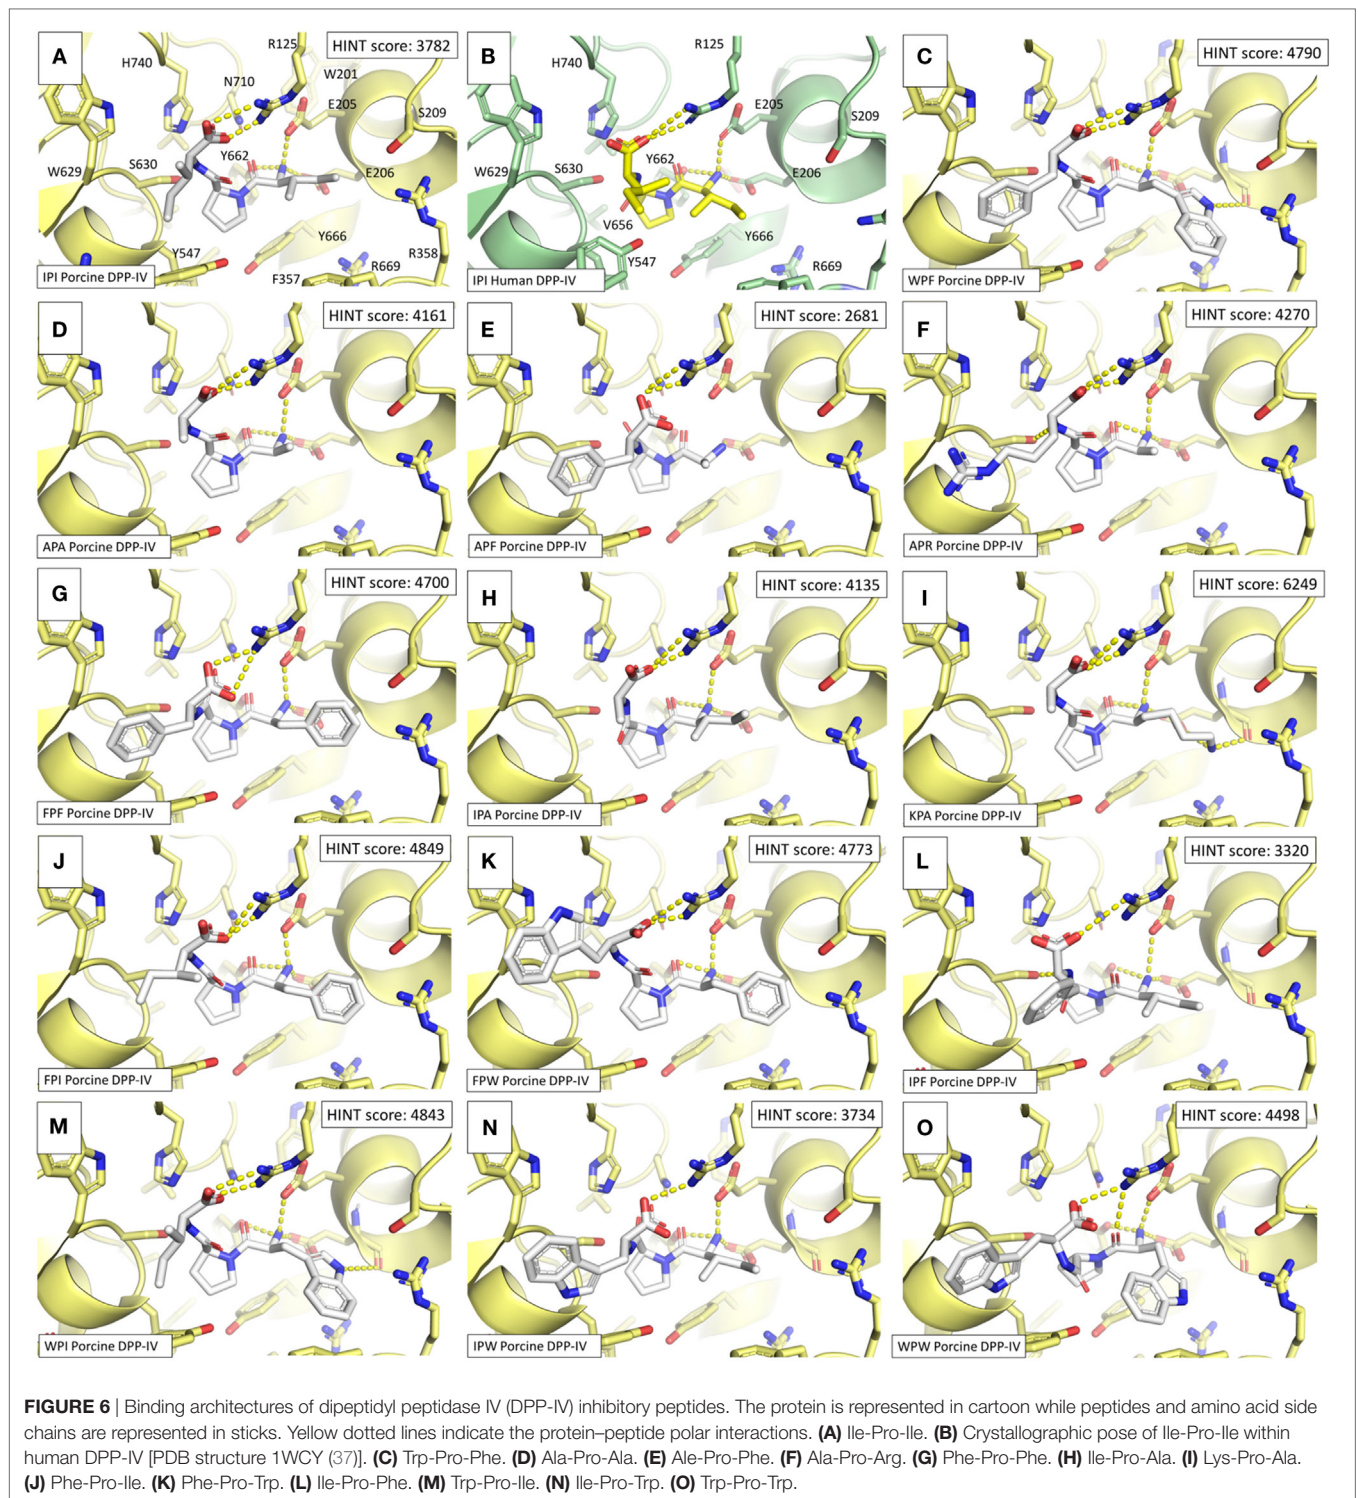 A
HINT score: 3782
R125
H740
N710
W201
E205
S209
W629
S630
Y662
E206
Y547
Y666
R358
F357
R669
IPI Porcine DPP-IV
B
R125
H740
E205
S209
W629
S630
Y662
E206
V656
Y666
Y547
R669
IPI Human DPP-IV
C
HINT score: 4790
WPF Porcine DPP-IV
D
HINT score: 4161
APA Porcine DPP-IV
E
HINT score: 2681
APF Porcine DPP-IV
F
HINT score: 4270
APR Porcine DPP-IV
G
HINT score: 4700
FPF Porcine DPP-IV
H
HINT score: 4135
IPA Porcine DPP-IV
I
HINT score: 6249
KPA Porcine DPP-IV
J
HINT score: 4849
FPI Porcine DPP-IV
K
HINT score: 4773
FPW Porcine DPP-IV
L
HINT score: 3320
IPF Porcine DPP-IV
M
HINT score: 4843
WPI Porcine DPP-IV
N
HINT score: 3734
IPW Porcine DPP-IV
O
HINT score: 4498
WPW Porcine DPP-IV
FIGURE 6 | Binding architectures of dipeptidyl peptidase IV (DPP-IV) inhibitory peptides. The protein is represented in cartoon while peptides and amino acid side
chains are represented in sticks. Yellow dotted lines indicate the protein–peptide polar interactions. (A) Ile-Pro-Ile. (B) Crystallographic pose of Ile-Pro-Ile within
human DPP-IV [PDB structure 1WCY (37)]. (C) Trp-Pro-Phe. (D) Ala-Pro-Ala. (E) Ale-Pro-Phe. (F) Ala-Pro-Arg. (G) Phe-Pro-Phe. (H) Ile-Pro-Ala. (I) Lys-Pro-Ala.
(J) Phe-Pro-Ile. (K) Phe-Pro-Trp. (L) Ile-Pro-Phe. (M) Trp-Pro-Ile. (N) Ile-Pro-Trp. (O) Trp-Pro-Trp.